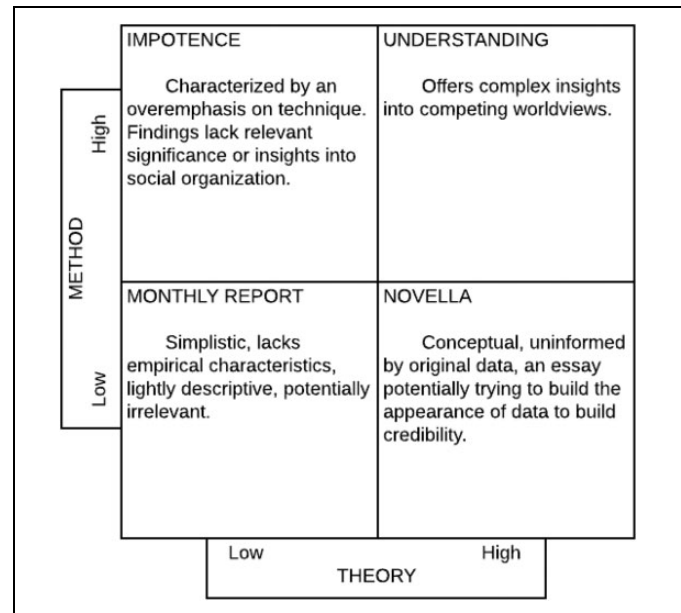 IMPOTENCE
Characterized by an
overemphasis on technique.
Findings lack relevant
significance or insights into
social organization.
UNDERSTANDING
Offers complex insights
into competing worldviews.
High
METHOD
Low
MONTHLY REPORT
Simplistic, lacks
empirical characteristics,
lightly descriptive, potentially
irrelevant.
NOVELLA
Conceptual, uninformed
by original data, an essay
potentially trying to build the
appearance of data to build
credibility.
Low
High
THEORY